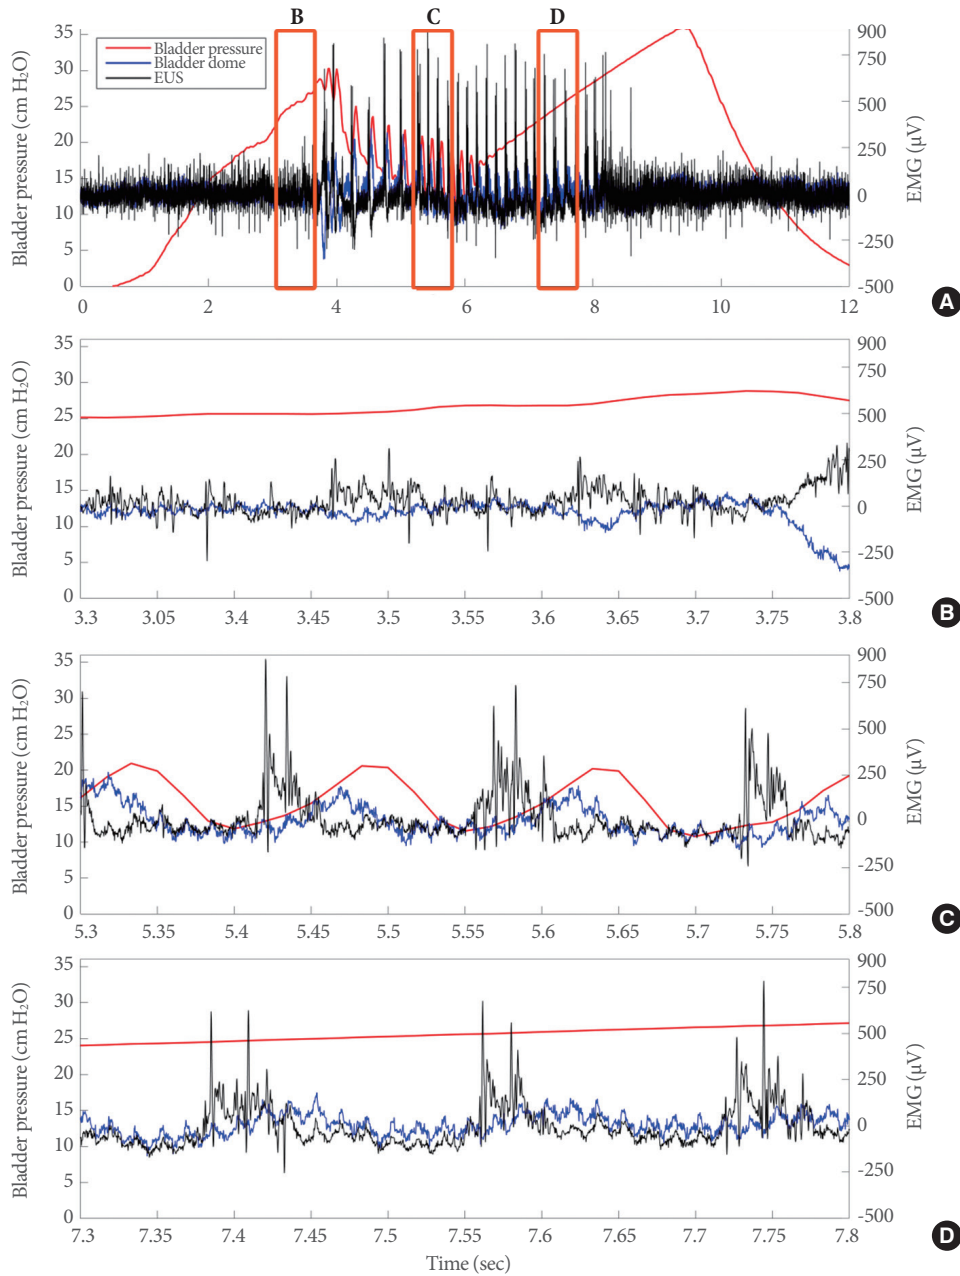 B C D
35 900
Bladder pressure
Bladder dome
EUS
30 750
25 500
20 250
15 0
10
5 -250
0 -500
Bladder pressure (cm H₂O)
EMG (µV)
0 2 4 6 8 10 12
A
35 900
30 750
25 500
20 250
15 0
10
5 -250
0 -500
Bladder pressure (cm H₂O)
EMG (µV)
3.3 3.05 3.4 3.45 3.5 3.55 3.6 3.65 3.7 3.75 3.8
B
35 900
30 750
25 500
20 250
15 0
10
5 -250
0 -500
Bladder pressure (cm H₂O)
EMG (µV)
5.3 5.35 5.4 5.45 5.5 5.55 5.6 5.65 5.7 5.75 5.8
C
35 900
30 750
25 500
20 250
15 0
10
5 -250
0 -500
Bladder pressure (cm H₂O)
EMG (µV)
7.3 7.35 7.4 7.45 7.5 7.55 7.6 7.65 7.7 7.75 7.8
Time (sec)
D